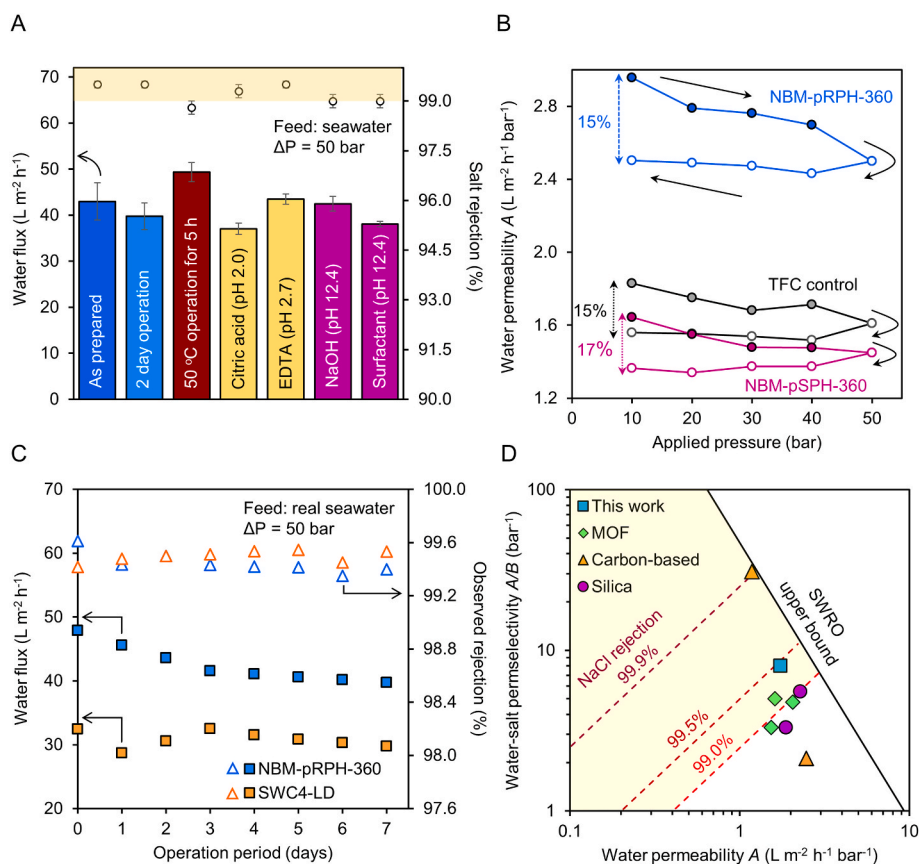 A
Water flux (L m⁻² h⁻¹)
70
60
50
40
30
20
10
0
As prepared
2 day operation
50 °C operation for 5 h
Citric acid (pH 2.0)
EDTA (pH 2.7)
NaOH (pH 12.4)
Surfactant (pH 12.4)
Feed: seawater
ΔP = 50 bar
99.0
97.5
96.0
94.5
93.0
91.5
90.0
Salt rejection (%)
B
Water permeability A (L m⁻² h⁻¹ bar⁻¹)
2.8
2.4
2.0
1.6
1.2
NBM-pRPH-360
15%
TFC control
15%
17%
NBM-pSPH-360
0 10 20 30 40 50
Applied pressure (bar)
C
Water flux (L m⁻² h⁻¹)
70
60
50
40
30
20
Feed: real seawater
ΔP = 50 bar
NBM-pRPH-360
SWC4-LD
100.0
99.6
99.2
98.8
98.4
98.0
97.6
Observed rejection (%)
0 1 2 3 4 5 6 7
Operation period (days)
D
Water-salt permselectivity A/B (bar⁻¹)
100
10
1
This work
MOF
Carbon-based
Silica
SWRO
upper bound
NaCl rejection
99.9%
99.5%
99.0%
0.1 1 10
Water permeability A (L m⁻² h⁻¹ bar⁻¹)